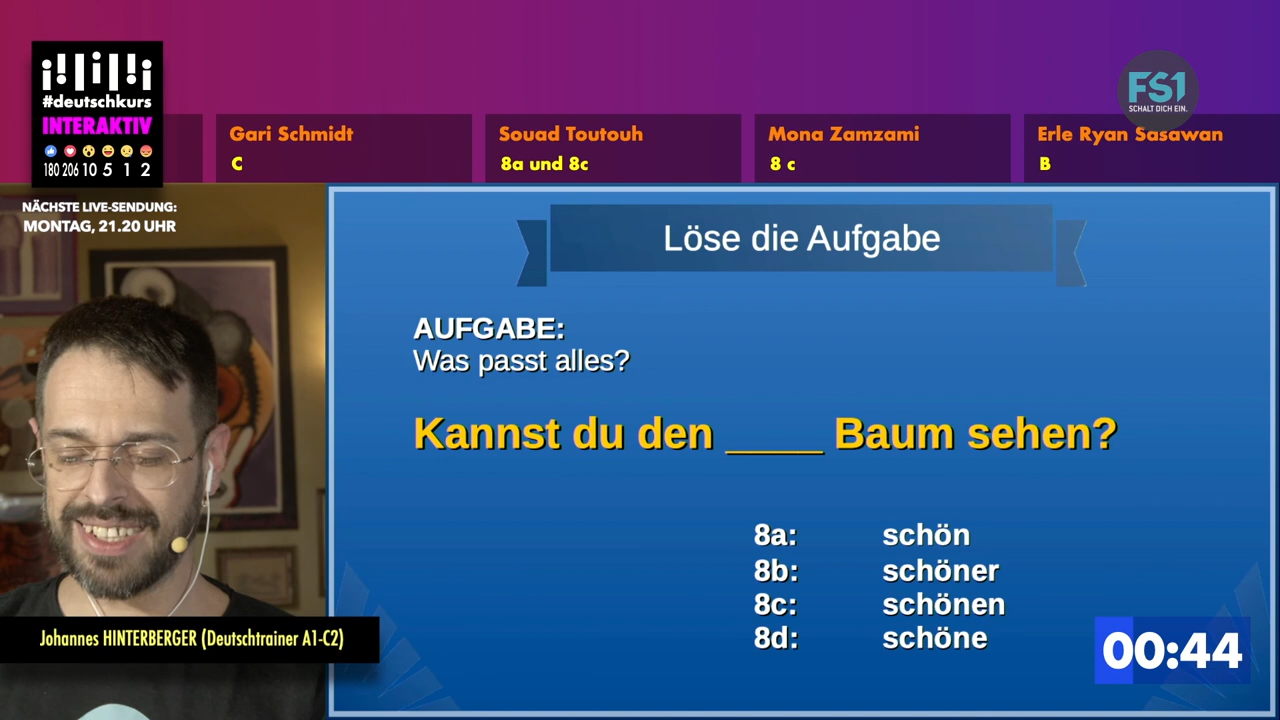 #deutschkurs
INTERAKTIV
180 206 10 5 1 2
NÄCHSTE LIVE-SENDUNG:
MONTAG, 21.20 UHR
Gari Schmidt
C
Souad Toutouh
8a und 8c
Mona Zamzami
8 c
Erle Ryan Sasawan
B
FS1
SCHALT DICH EIN.
Löse die Aufgabe
AUFGABE:
Was passt alles?
Kannst du den ____ Baum sehen?
8a: schön
8b: schöner
8c: schönen
8d: schöne
Johannes HINTERBERGER (Deutschtrainer A1-C2)
00:44